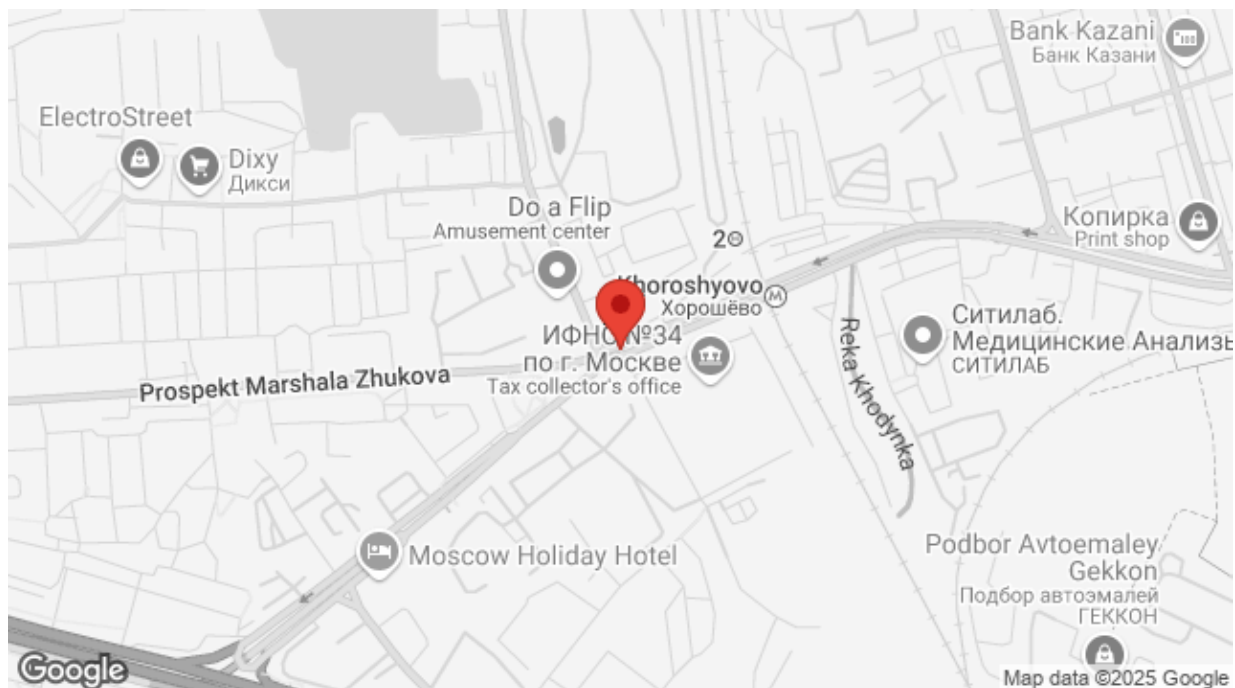 Bank Kazani
Банк Казани
ElectroStreet
Dixy
Дикси
Do a Flip
Amusement center
2
Копирка
Print shop
Khoroshyovo
Хорошёво
M
ИФНС №34
по г. Москве
Tax collector's office
Ситилаб.
Медицинские Анализы
СИТИЛАБ
Reka Khodynka
Prospekt Marshala Zhukova
Moscow Holiday Hotel
Podbor Avtoemaley
Gekkon
Подбор автоэмалей
ГЕККОН
Google
Map data ©2025 Google